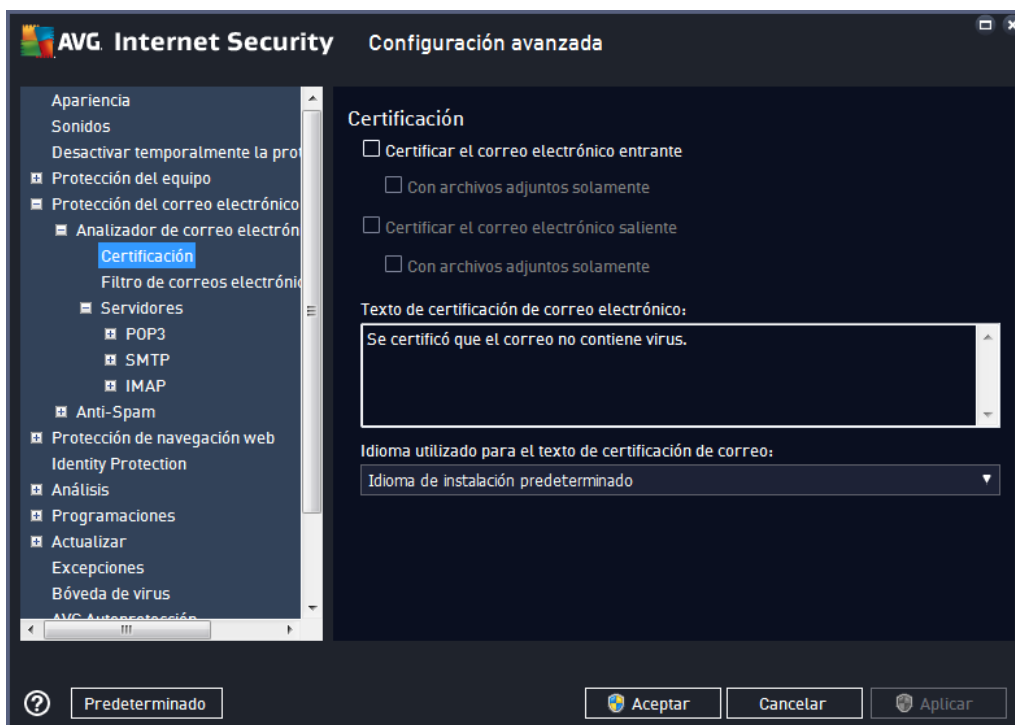 AVG. Internet Security Configuración avanzada
Apariencia
Sonidos
Desactivar temporalmente la prot
Protección del equipo
Protección del correo electrónico
Analizador de correo electrón
Certificación
Filtro de correos electrónic
Servidores
POP3
SMTP
IMAP
Anti-Spam
Protección de navegación web
Identity Protection
Análisis
Programaciones
Actualizar
Excepciones
Bóveda de virus
AVG Autoprotección
Certificación
Certificar el correo electrónico entrante
Con archivos adjuntos solamente
Certificar el correo electrónico saliente
Con archivos adjuntos solamente
Texto de certificación de correo electrónico:
Se certificó que el correo no contiene virus.
Idioma utilizado para el texto de certificación de correo:
Idioma de instalación predeterminado
Predeterminado
Aceptar
Cancelar
Aplicar